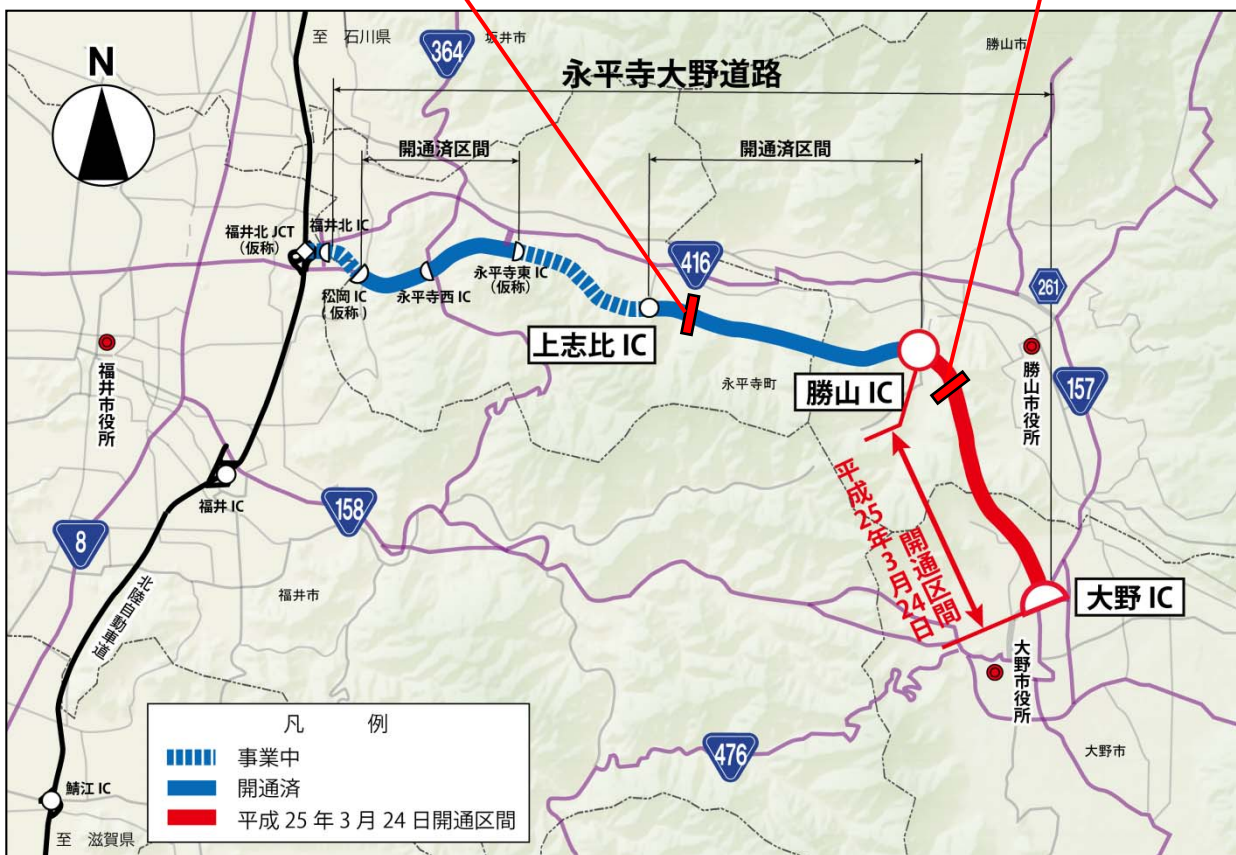 至 石川県
坂井市
勝山市
N
364
永平寺大野道路
開通済区間
開通済区間
福井北 JCT
(仮称)
福井北 IC
松岡 IC
(仮称)
永平寺西 IC
永平寺東 IC
(仮称)
416
261
上志比 IC
永平寺町
勝山 IC
勝山市役所
157
福井市役所
福井 IC
158
8
平成25年3月24日
開通区間
大野 IC
北陸自動車道
福井市
大野市役所
凡 例
事業中
開通済
平成 25 年 3 月 24 日開通区間
476
大野市
鯖江 IC
至 滋賀県